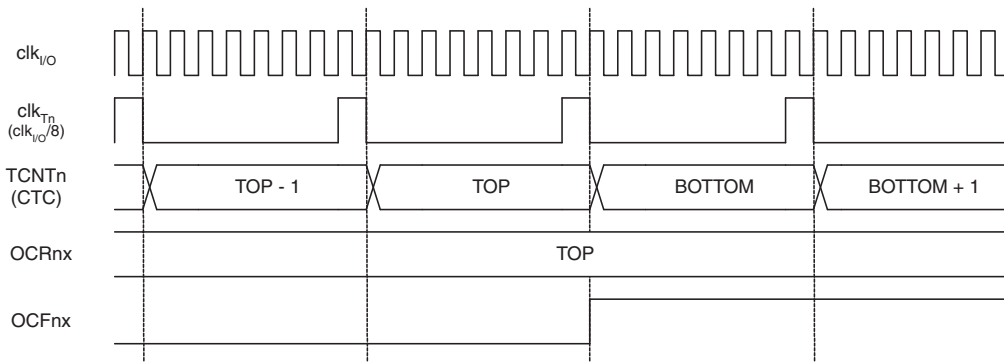 clkI/O
clkTn
(clkI/O/8)
TCNTn
(CTC)
TOP - 1
TOP
BOTTOM
BOTTOM + 1
OCRnx
TOP
OCFnx